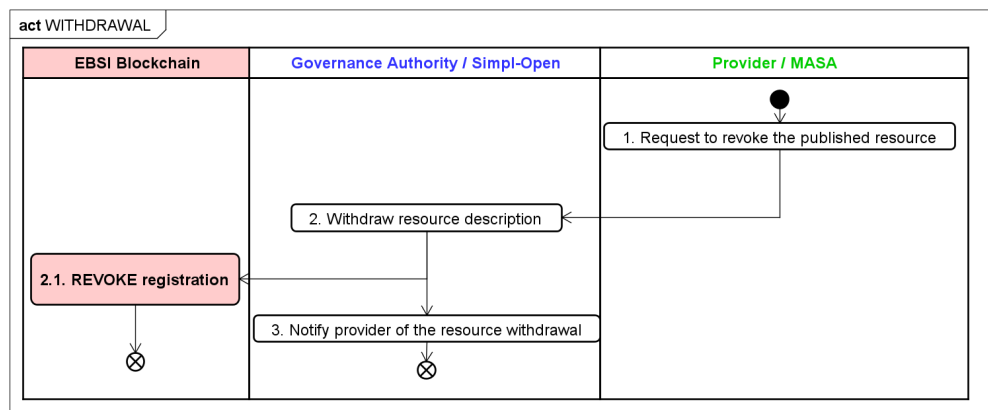 act WITHDRAWAL
EBSI Blockchain
Governance Authority / Simpl-Open
Provider / MASA
1. Request to revoke the published resource
2. Withdraw resource description
2.1. REVOKE registration
3. Notify provider of the resource withdrawal